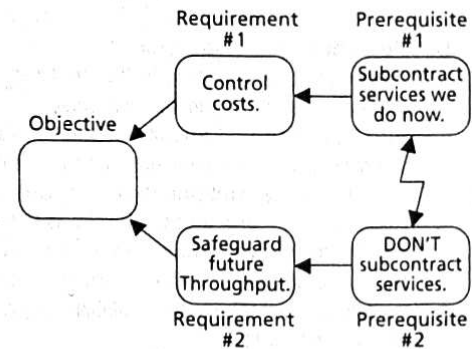 Requirement
#1
Prerequisite
#1
Control
costs.
Subcontract
services we
do now.
Objective
Safeguard
future
Throughput.
DON'T
subcontract
services.
Requirement
#2
Prerequisite
#2